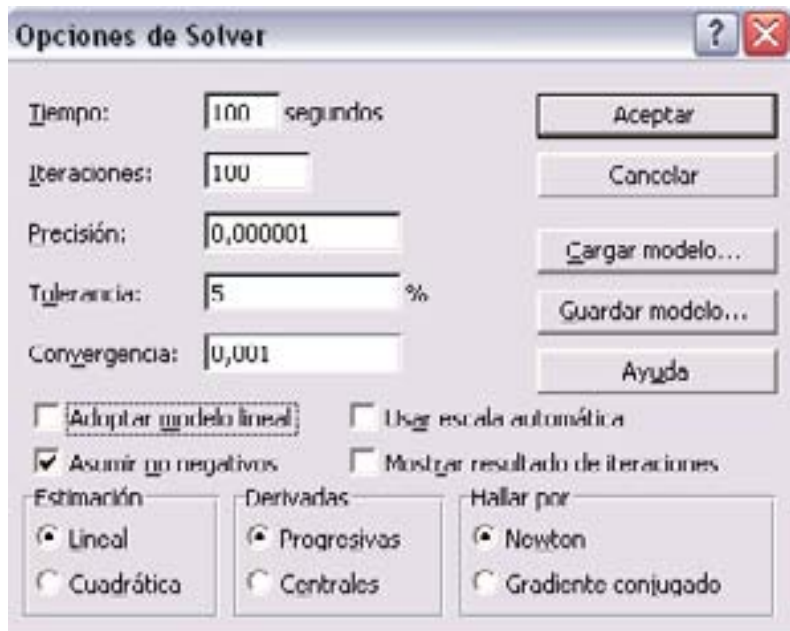 Opciones de Solver
Tiempo: 100 segundos
Aceptar
Iteraciones: 100
Cancelar
Precisión: 0,000001
Cargar modelo...
Tolerancia: 5 %
Guardar modelo...
Convergencia: 0,001
Ayuda
Adoptar modelo lineal
Usar escala automática
Asumir no negativos
Mostrar resultado de iteraciones
Estimación
Lineal
Cuadrática
Derivadas
Progresivas
Centrales
Hallar por
Newton
Gradiente conjugado